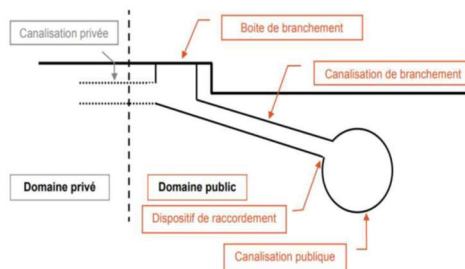 Canalisation privée
Boite de branchement
Canalisation de branchement
Domaine privé
Domaine public
Dispositif de raccordement
Canalisation publique